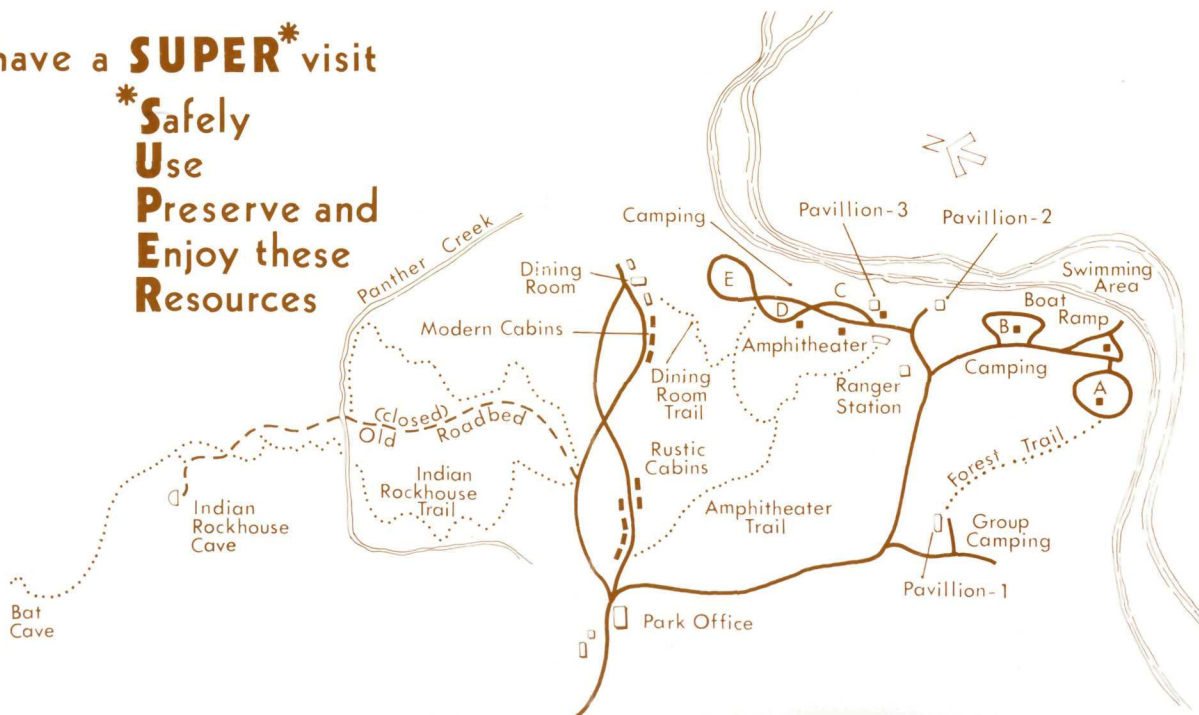 have a SUPER* visit
*Safely
Use
Preserve and
Enjoy these
Resources
N
Panther Creek
Camping
Pavillion-3
Pavillion-2
Dining
Room
E
D
C
Swimming
Area
Boat
Ramp
B
Modern Cabins
Amphitheater
Camping
A
Dining
Room
Trail
Ranger
Station
(closed)
Old Roadbed
Forest Trail
Rustic
Cabins
Indian
Rockhouse
Trail
Indian
Rockhouse
Cave
Amphitheater
Trail
Group
Camping
Pavillion-1
Bat
Cave
Park Office